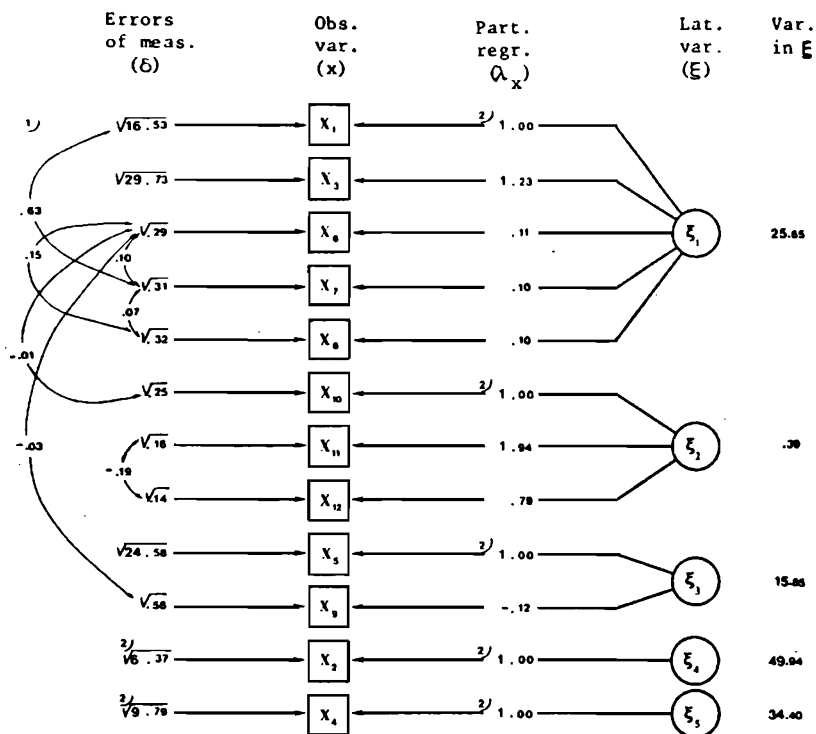 Errors of meas. (δ) Obs. var. (x) Part. regr. (λx) Lat. var. (ξ) Var. in ξ
1) √16.53 X₁ 2) 1.00
√29.73 X₃ 1.23
.63
√.29 X₆ .11 ξ₁ 25.65
.15 .10
√.31 X₇ .10
.07
√.32 X₈ .10
-.01
√.25 X₁₀ 2) 1.00
-.03 √.16 X₁₁ 1.94 ξ₂ .39
-.19
√.14 X₁₂ .79
√24.58 X₅ 2) 1.00
ξ₃ 15.85
√.56 X₉ -.12
2) √6.37 X₂ 2) 1.00 ξ₄ 49.94
2) √9.79 X₄ 2) 1.00 ξ₅ 34.40